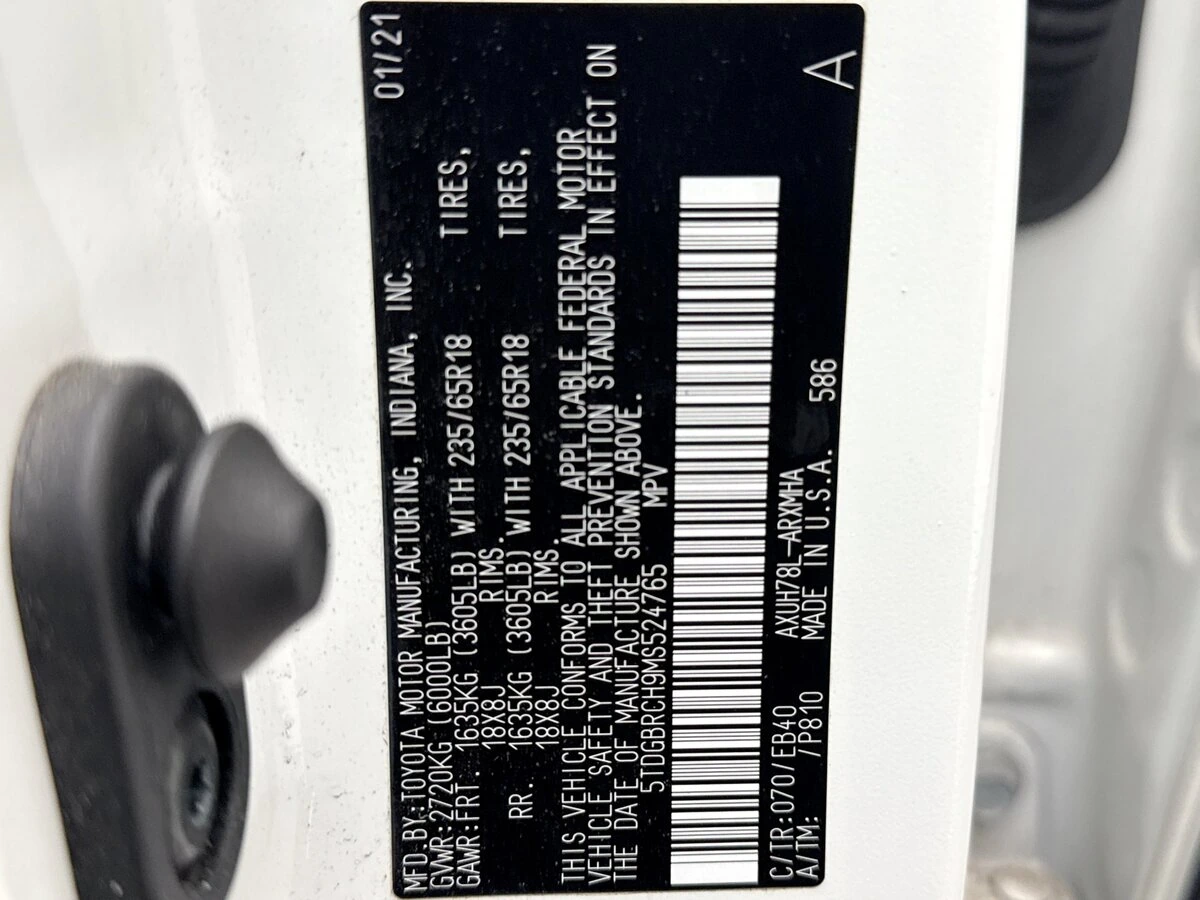 MFD.BY:TOYOTA MOTOR MANUFACTURING, INDIANA, INC. 01/21
GVWR:2720KG (6000LB)
GAWR:FRT. 1635KG (3605LB) WITH 235/65R18 TIRES,
18X8J RIMS.
RR. 1635KG (3605LB) WITH 235/65R18 TIRES,
18X8J RIMS.
THIS VEHICLE CONFORMS TO ALL APPLICABLE FEDERAL MOTOR
VEHICLE SAFETY AND THEFT PREVENTION STANDARDS IN EFFECT ON
THE DATE OF MANUFACTURE SHOWN ABOVE.
5TDGBRCH9MS524765 MPV
C/TR:070/EB40 AXUH78L-ARXMHA
A/TM: /P810 MADE IN U.S.A. 586 A